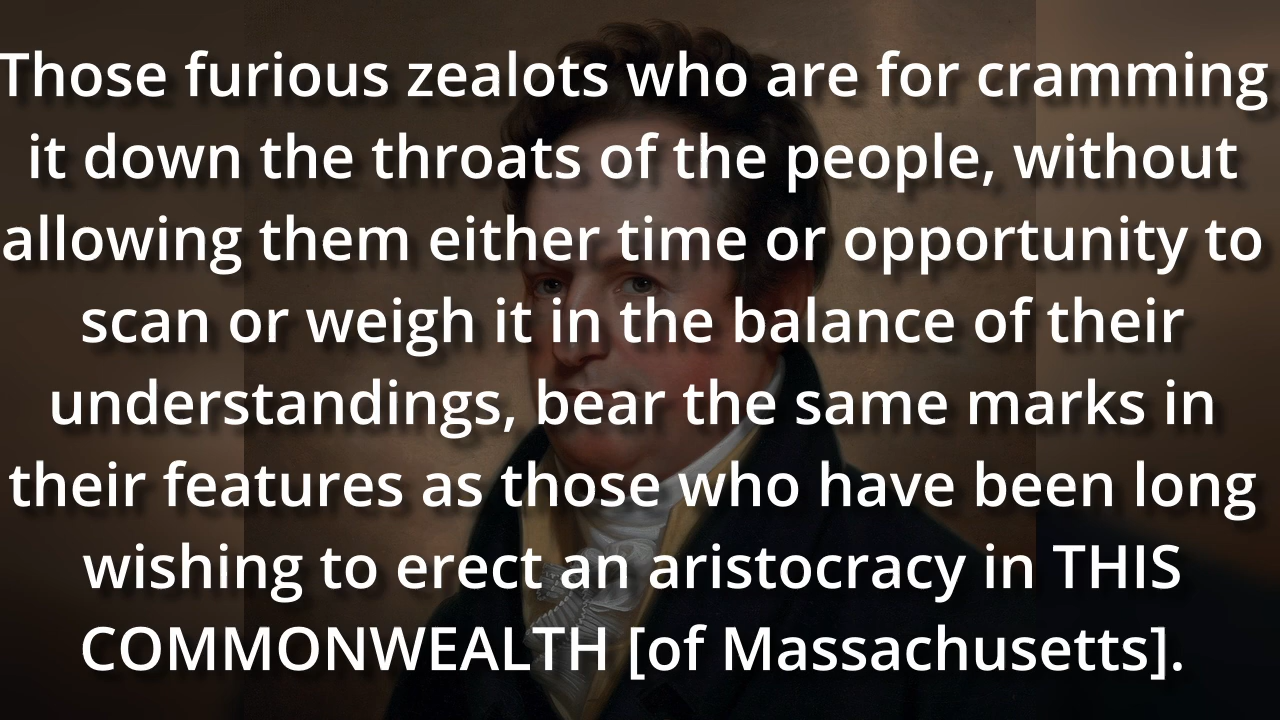 Those furious zealots who are for cramming
it down the throats of the people, without
allowing them either time or opportunity to
scan or weigh it in the balance of their
understandings, bear the same marks in
their features as those who have been long
wishing to erect an aristocracy in THIS
COMMONWEALTH [of Massachusetts].